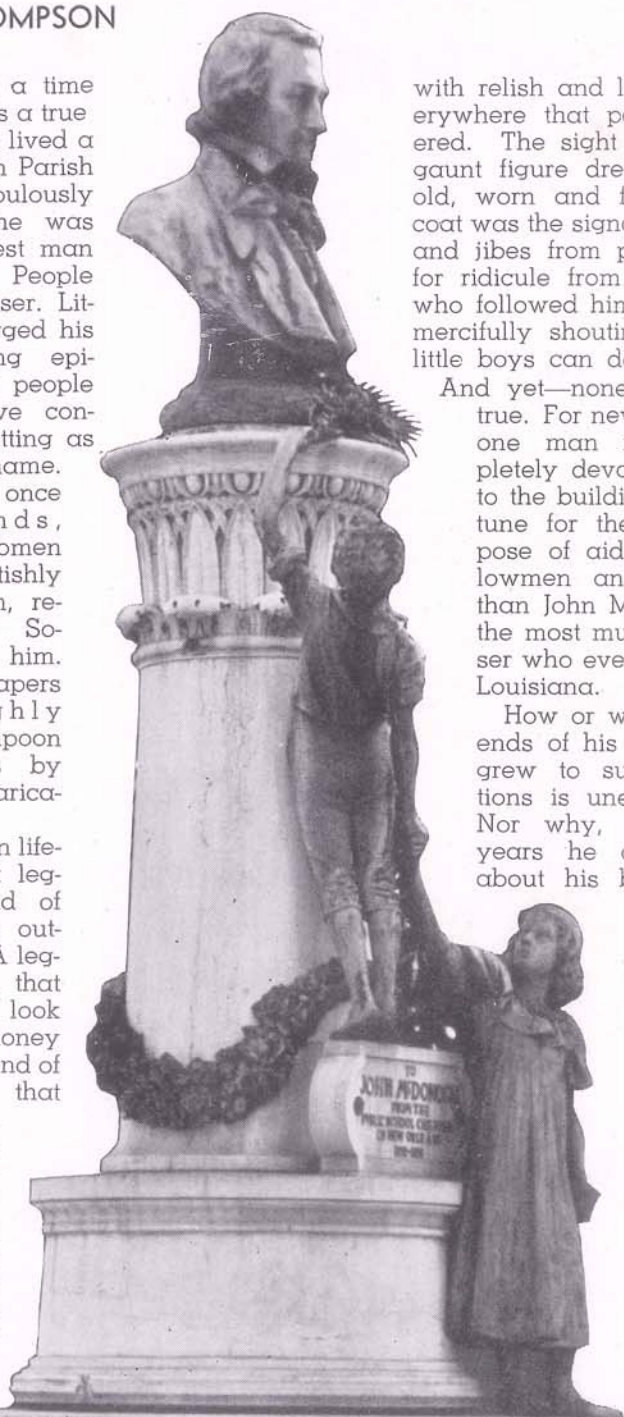 OMPSON
a time
s a true
lived a
n Parish
bulously
he was
est man
People
ser. Lit-
rged his
ng epi-
people
ve con-
tting as
name.
once
nds,
omen
tishly
n, re-
So-
him.
apers
ghly
mpoon
s by
arica-
n life-
leg-
d of
out-
A leg-
that
look
oney
nd of
that
with relish and l
erywhere that pe
ered. The sight
gaunt figure dre
old, worn and f
coat was the signa
and jibes from p
for ridicule from
who followed him
mercifully shoutin
little boys can do
And yet—none
true. For nev
one man
pletely devo
to the building
tune for the
pose of aid
lowmen an
than John M
the most mu
ser who eve
Louisiana.
How or w
ends of his
grew to su
tions is une
Nor why,
years he
about his b
TO
JOHN McDONOGH
FROM THE
PUBLIC SCHOOL CHILDREN
OF NEW ORLEANS